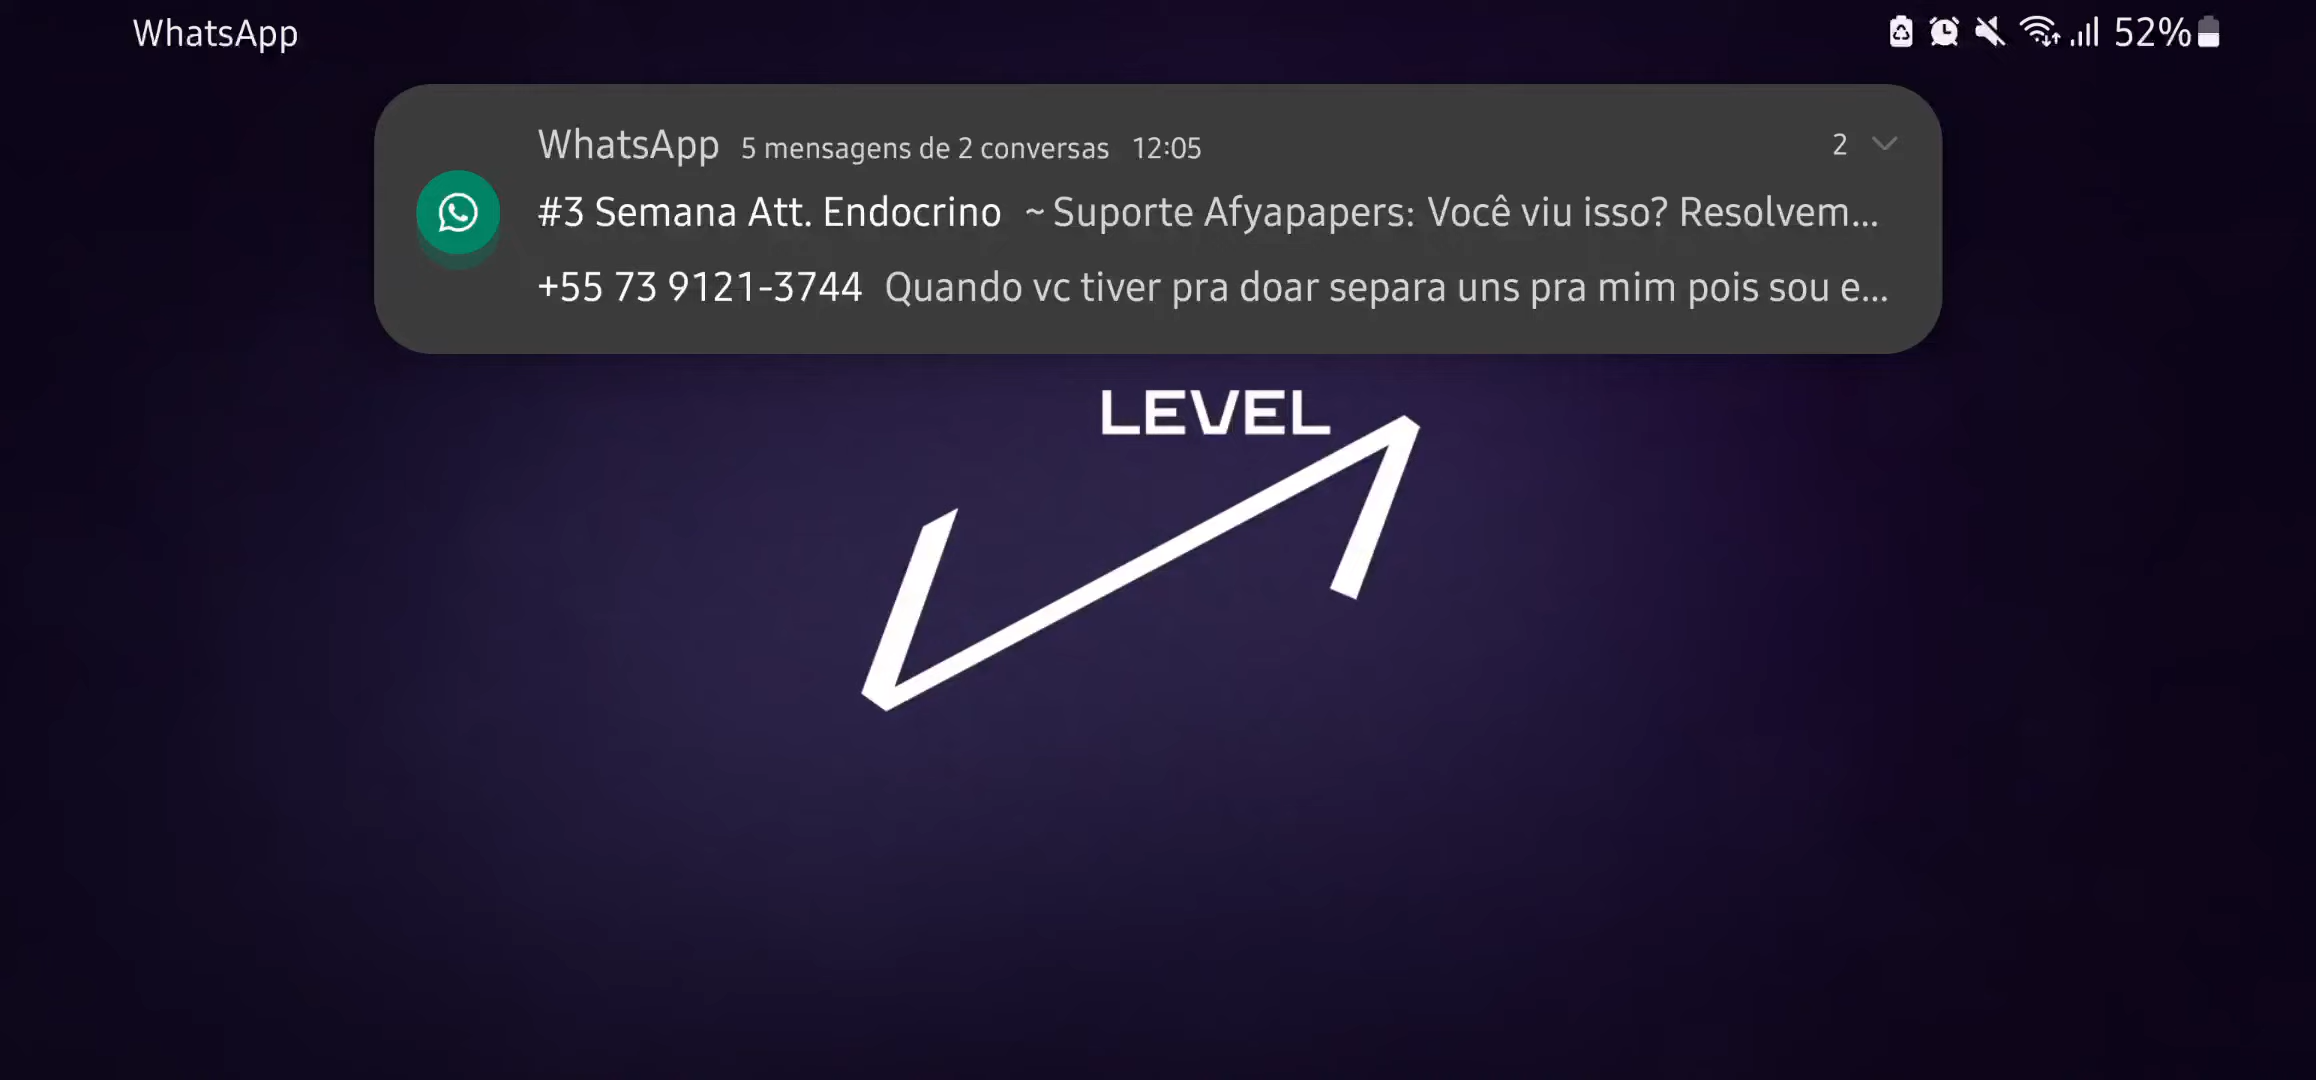 WhatsApp
52%
WhatsApp 5 mensagens de 2 conversas 12:05 2
#3 Semana Att. Endocrino ~ Suporte Afyapapers: Você viu isso? Resolvem...
+55 73 9121-3744 Quando vc tiver pra doar separa uns pra mim pois sou e...
LEVEL